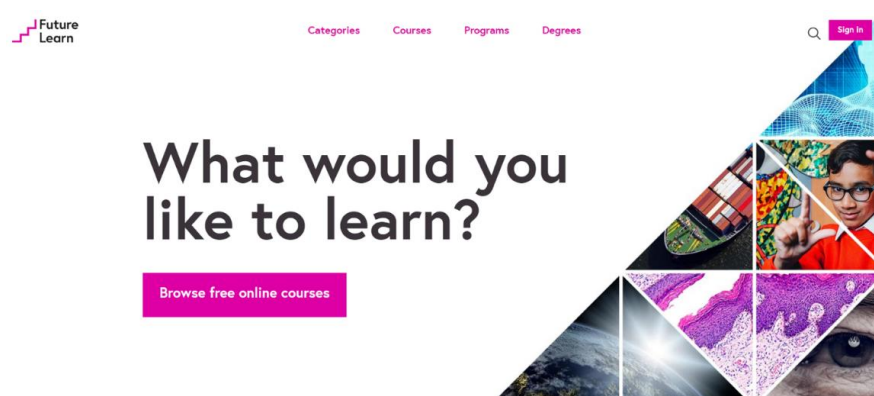 Future
Learn
Categories
Courses
Programs
Degrees
Sign In
What would you
like to learn?
Browse free online courses